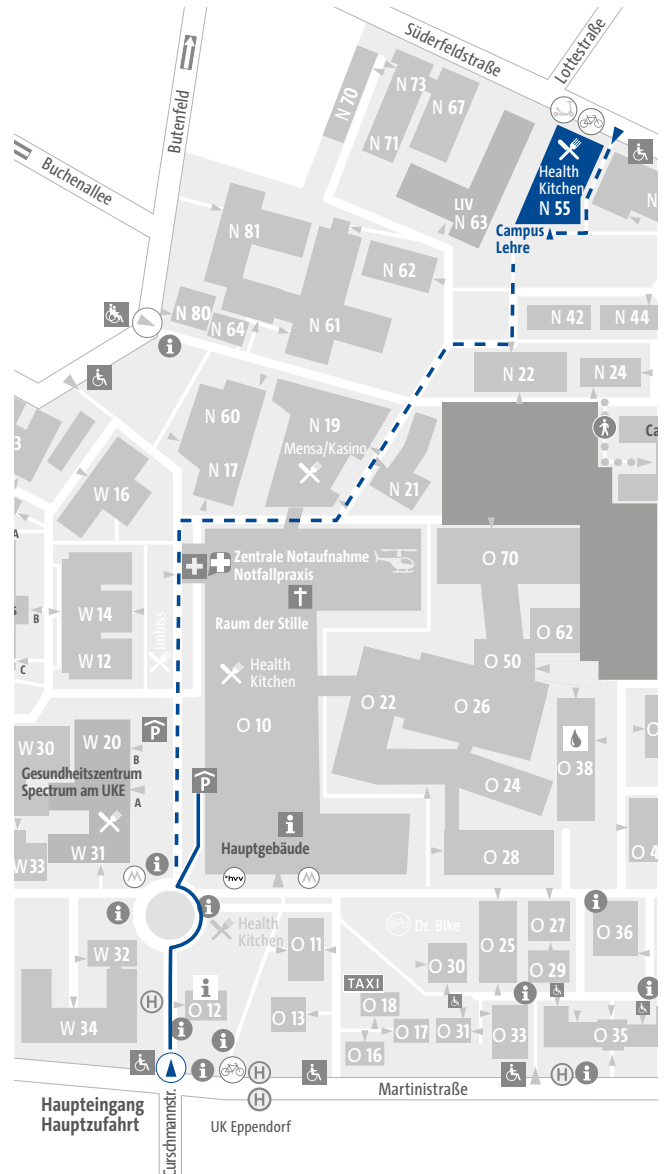 Süderfeldstraße
Lottestraße
Butenfeld
Buchenallee
N 70
N 73
N 67
N 71
LIV
N 63
Health
Kitchen
N 55
Campus
Lehre
N
N 81
N 62
N 80
N 64
N 61
N 42
N 44
N 22
N 24
N 60
N 19
Mensa/Kasino
N 17
N 21
Ca
3
W 16
A
B
C
s
W 14
W 12
Imbiss
Zentrale Notaufnahme
Notfallpraxis
Raum der Stille
Health
Kitchen
O 10
O 70
O 62
O 50
O 22
O 26
O 24
O 38
O
O 28
O 4
W 30
W 20
B
A
P
P
Gesundheitszentrum
Spectrum am UKE
W 33
W 31
i
Hauptgebäude
hvv
M
M
i
i
i
Health
Kitchen
O 11
Dr. Bike
O 25
O 27
O 29
O 30
i
O 36
W 32
W 34
H
i
O 12
i
O 13
TAXI
O 18
O 17
O 16
O 31
O 33
i
O 35
i
i
i
H
H
H
i
Martinistraße
Haupteingang
Hauptzufahrt
Curschmannstr.
UK Eppendorf